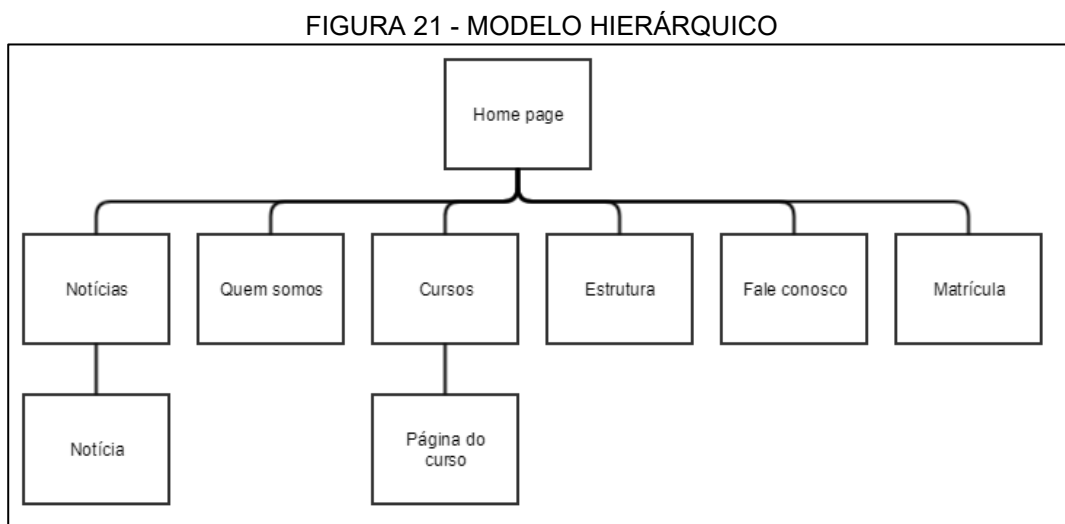 FIGURA 21 - MODELO HIERÁRQUICO
Home page
Notícias
Quem somos
Cursos
Estrutura
Fale conosco
Matrícula
Notícia
Página do
curso